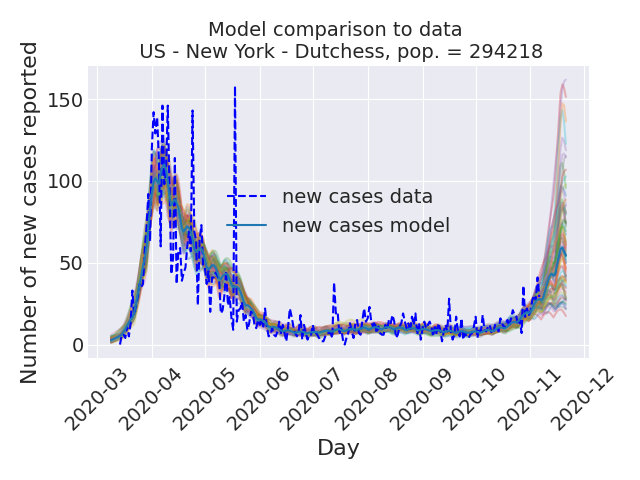 Model comparison to data
US - New York - Dutchess, pop. = 294218
Number of new cases reported
150
100
50
0
new cases data
new cases model
2020-03
2020-04
2020-05
2020-06
2020-07
2020-08
2020-09
2020-10
2020-11
2020-12
Day